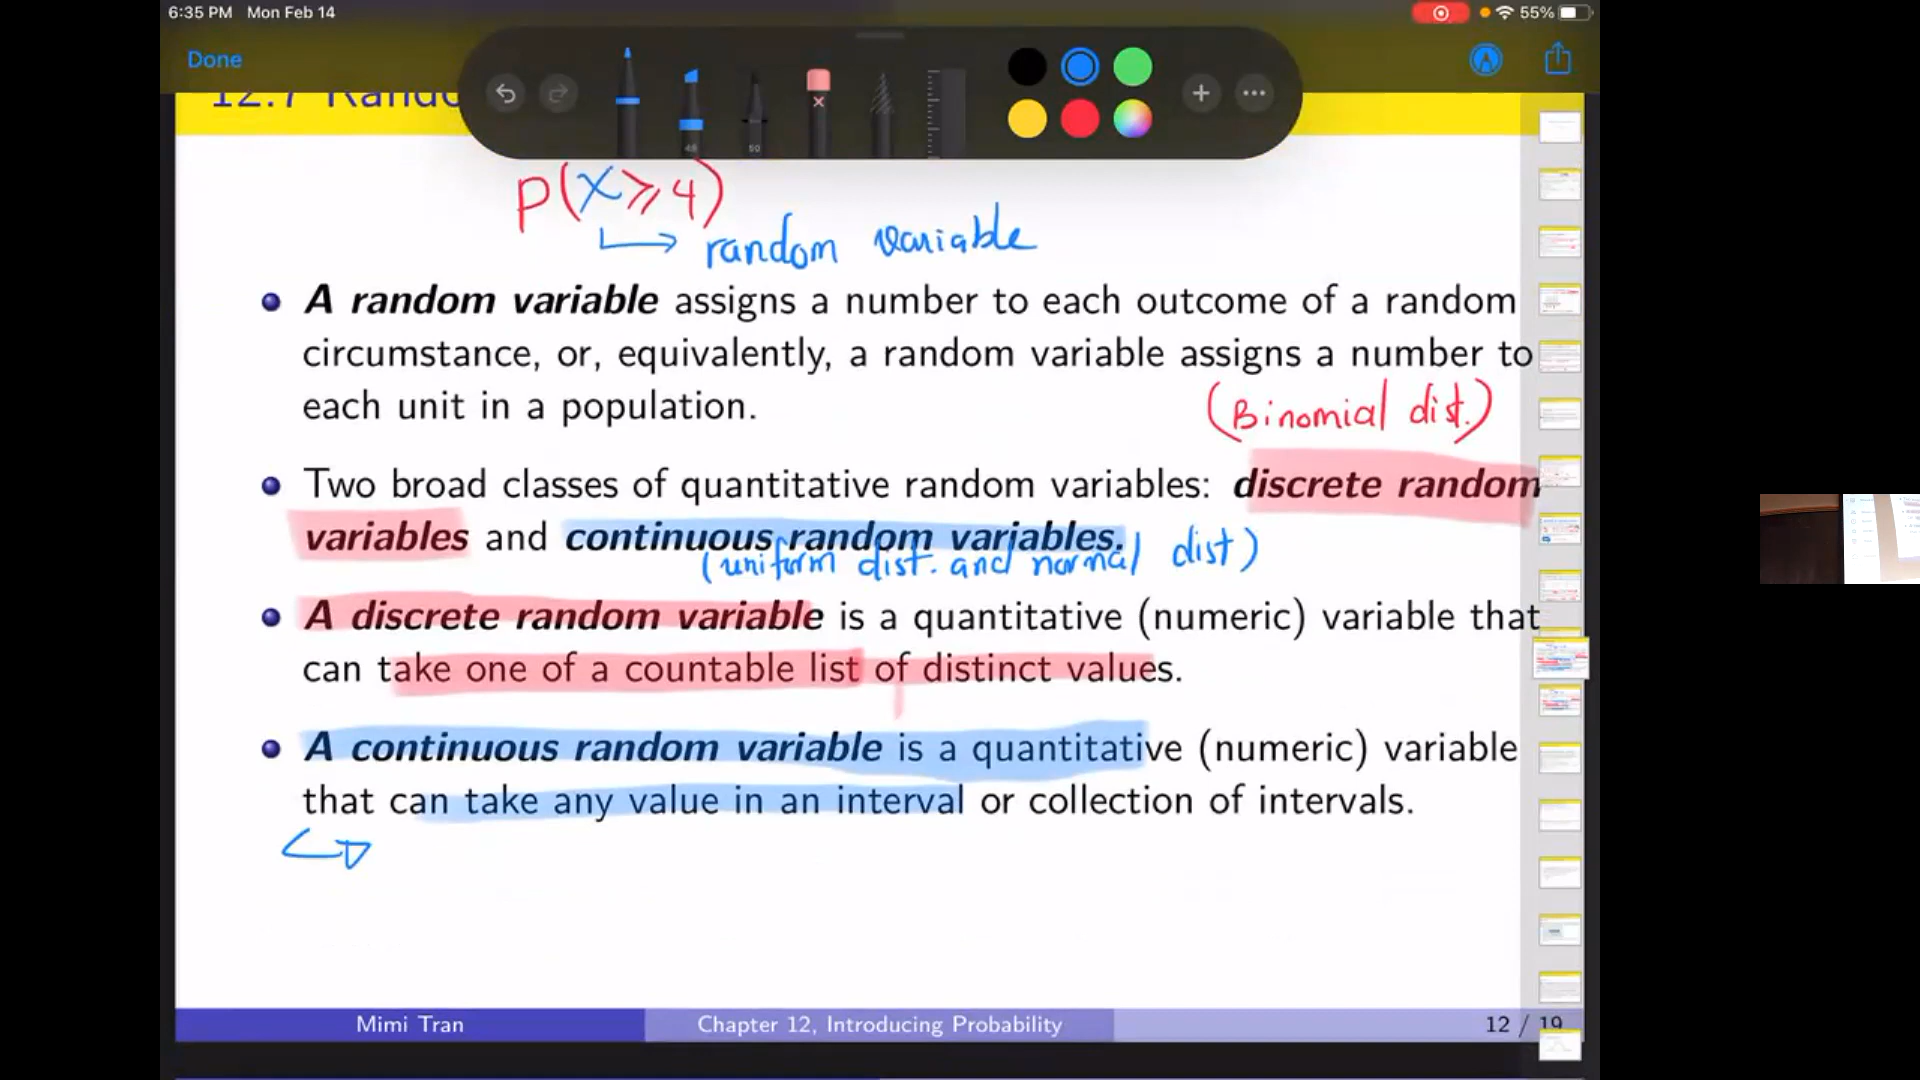 6:35 PM Mon Feb 14
55%
Done
12.7 Rando
48
50
P(X≥4)
random variable
A random variable assigns a number to each outcome of a random
circumstance, or, equivalently, a random variable assigns a number to
each unit in a population.
(Binomial dist.)
Two broad classes of quantitative random variables: discrete random
variables and continuous random variables.
(uniform dist. and normal dist)
A discrete random variable is a quantitative (numeric) variable that
can take one of a countable list of distinct values.
A continuous random variable is a quantitative (numeric) variable
that can take any value in an interval or collection of intervals.
Mimi Tran
Chapter 12, Introducing Probability
12 / 19